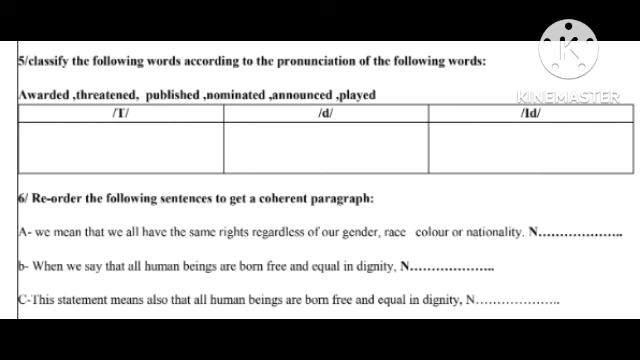 KINEMASTER
5/classify the following words according to the pronunciation of the following words:
Awarded ,threatened, published ,nominated ,announced ,played
/T/ /d/ /Id/
6/ Re-order the following sentences to get a coherent paragraph:
A- we mean that we all have the same rights regardless of our gender, race colour or nationality. N………………..
b- When we say that all human beings are born free and equal in dignity, N………………..
C-This statement means also that all human beings are born free and equal in dignity, N………………..